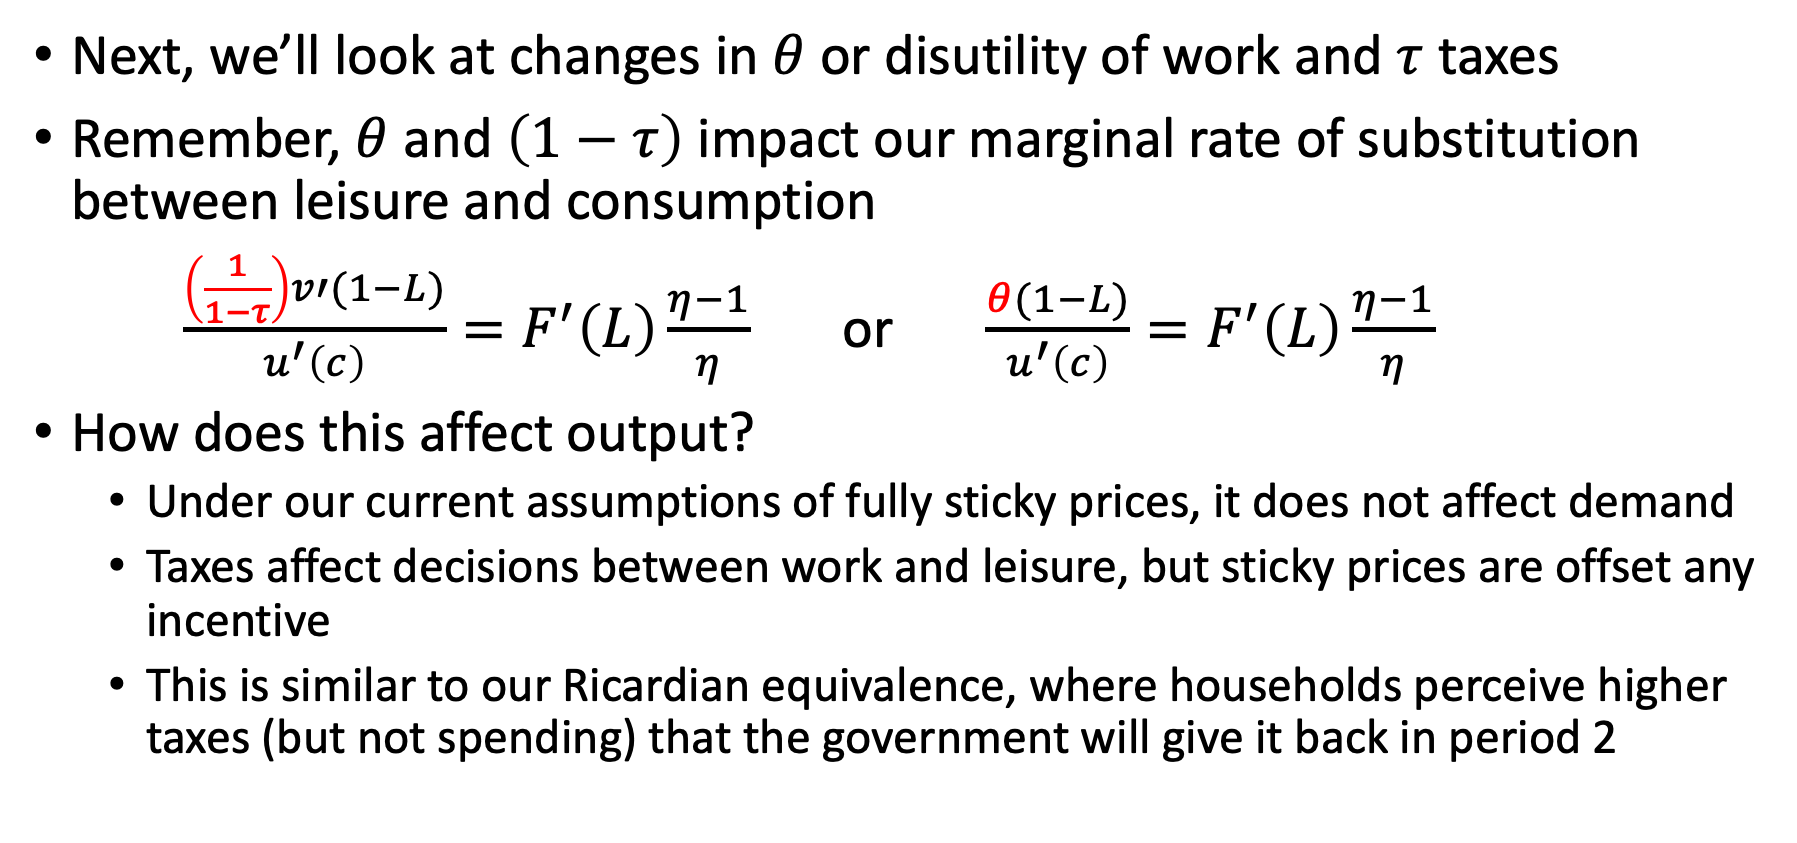 • Next, we'll look at changes in θ or disutility of work and τ taxes
• Remember, θ and (1 − τ) impact our marginal rate of substitution
between leisure and consumption
((1/(1−τ))v′(1−L))/(u′(c)) = F′(L) (η−1)/η or (θ(1−L))/(u′(c)) = F′(L) (η−1)/η
• How does this affect output?
• Under our current assumptions of fully sticky prices, it does not affect demand
• Taxes affect decisions between work and leisure, but sticky prices are offset any
incentive
• This is similar to our Ricardian equivalence, where households perceive higher
taxes (but not spending) that the government will give it back in period 2